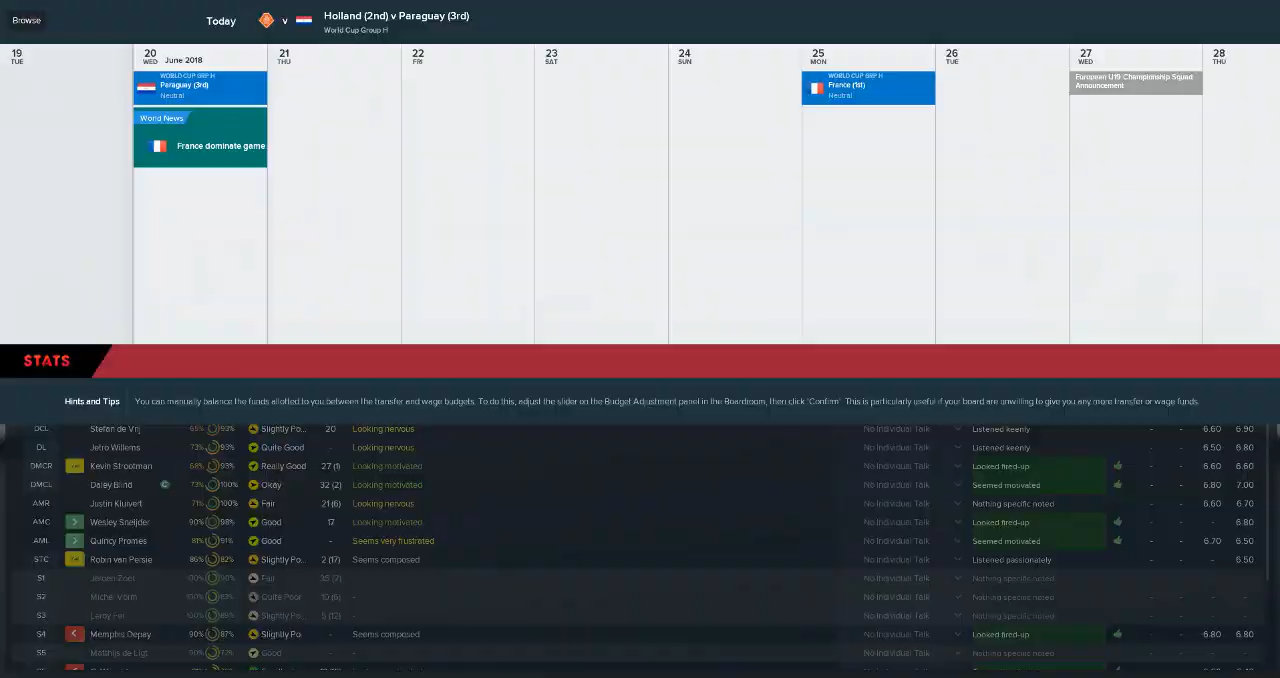 Browse
Today
v
Holland (2nd) v Paraguay (3rd)
World Cup Group H
19
TUE
20
WED
June 2018
21
THU
22
FRI
23
SAT
24
SUN
25
MON
26
TUE
27
WED
28
THU
WORLD CUP GRP H
Paraguay (3rd)
Neutral
World News
France dominate game
WORLD CUP GRP H
France (1st)
Neutral
European U19 Championship Squad
Announcement
STATS
Hints and Tips You can manually balance the funds allotted to you between the transfer and wage budgets. To do this, adjust the slider on the Budget Adjustment panel in the Boardroom, then click 'Confirm'. This is particularly useful if your board are unwilling to give you any more transfer or wage funds.
DCL Stefan de Vrij 65% 93% Slightly Po... 20 Looking nervous No Individual Talk Listened keenly - - 6.60 6.90
DL Jetro Willems 73% 93% Quite Good - Looking nervous No Individual Talk Listened keenly - - 6.50 6.80
DMCR Kevin Strootman 68% 93% Really Good 27 (1) Looking motivated No Individual Talk Looked fired-up - - 6.60 6.60
DMCL Daley Blind 73% 100% Okay 32 (2) Looking motivated No Individual Talk Seemed motivated - - 6.80 7.00
AMR Justin Kluivert 71% 100% Fair 21 (6) Looking nervous No Individual Talk Nothing specific noted - - 6.60 6.70
AMC Wesley Sneijder 90% 98% Good 17 Looking motivated No Individual Talk Looked fired-up - - - 6.80
AML Quincy Promes 81% 91% Good - Seems very frustrated No Individual Talk Seemed motivated - - 6.70 6.50
STC Robin van Persie 86% 82% Slightly Po... 2 (17) Seems composed No Individual Talk Listened passionately - - - 6.50
S1 Jeroen Zoet Fair 35 (2) - No Individual Talk Nothing specific noted - - - -
S2 Michel Vorm 100% 83% Quite Poor 10 (6) - No Individual Talk Nothing specific noted - - - -
S3 Leroy Fer Slightly Po... 5 (12) - No Individual Talk Nothing specific noted - - - -
S4 Memphis Depay 90% 87% Slightly Po... - Seems composed No Individual Talk Looked fired-up - - 6.80 6.80
S5 Matthijs de Ligt Good - - No Individual Talk Nothing specific noted - - - -